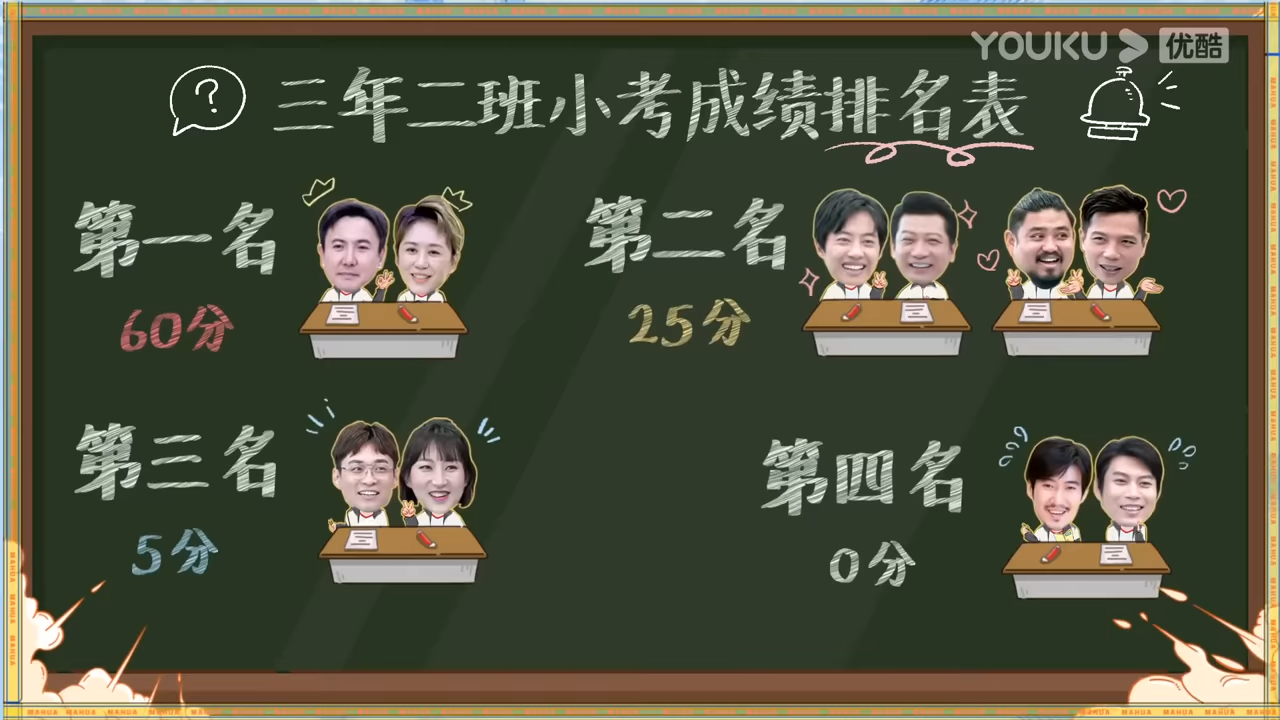 YOUKU 优酷
三年二班小考成绩排名表
第一名
60分
第二名
25分
第三名
5分
第四名
0分
MAHUA